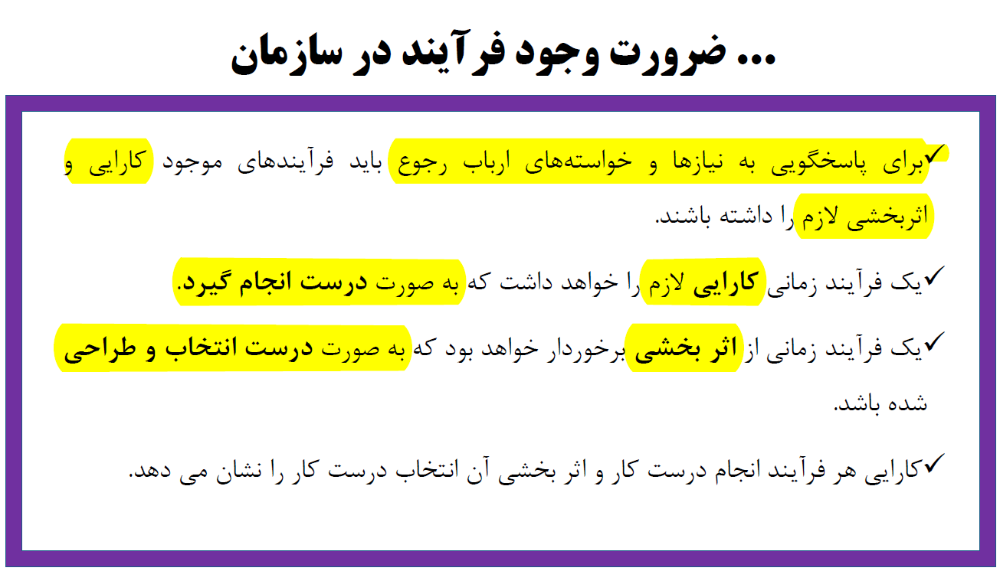 ضرورت وجود فرآیند در سازمان ...
✓برای پاسخگویی به نیازها و خواسته‌های ارباب رجوع باید فرآیندهای موجود کارایی و
اثربخشی لازم را داشته باشند.
✓یک فرآیند زمانی کارایی لازم را خواهد داشت که به صورت درست انجام گیرد.
✓یک فرآیند زمانی از اثر بخشی برخوردار خواهد بود که به صورت درست انتخاب و طراحی
شده باشد.
✓کارایی هر فرآیند انجام درست کار و اثر بخشی آن انتخاب درست کار را نشان می دهد.